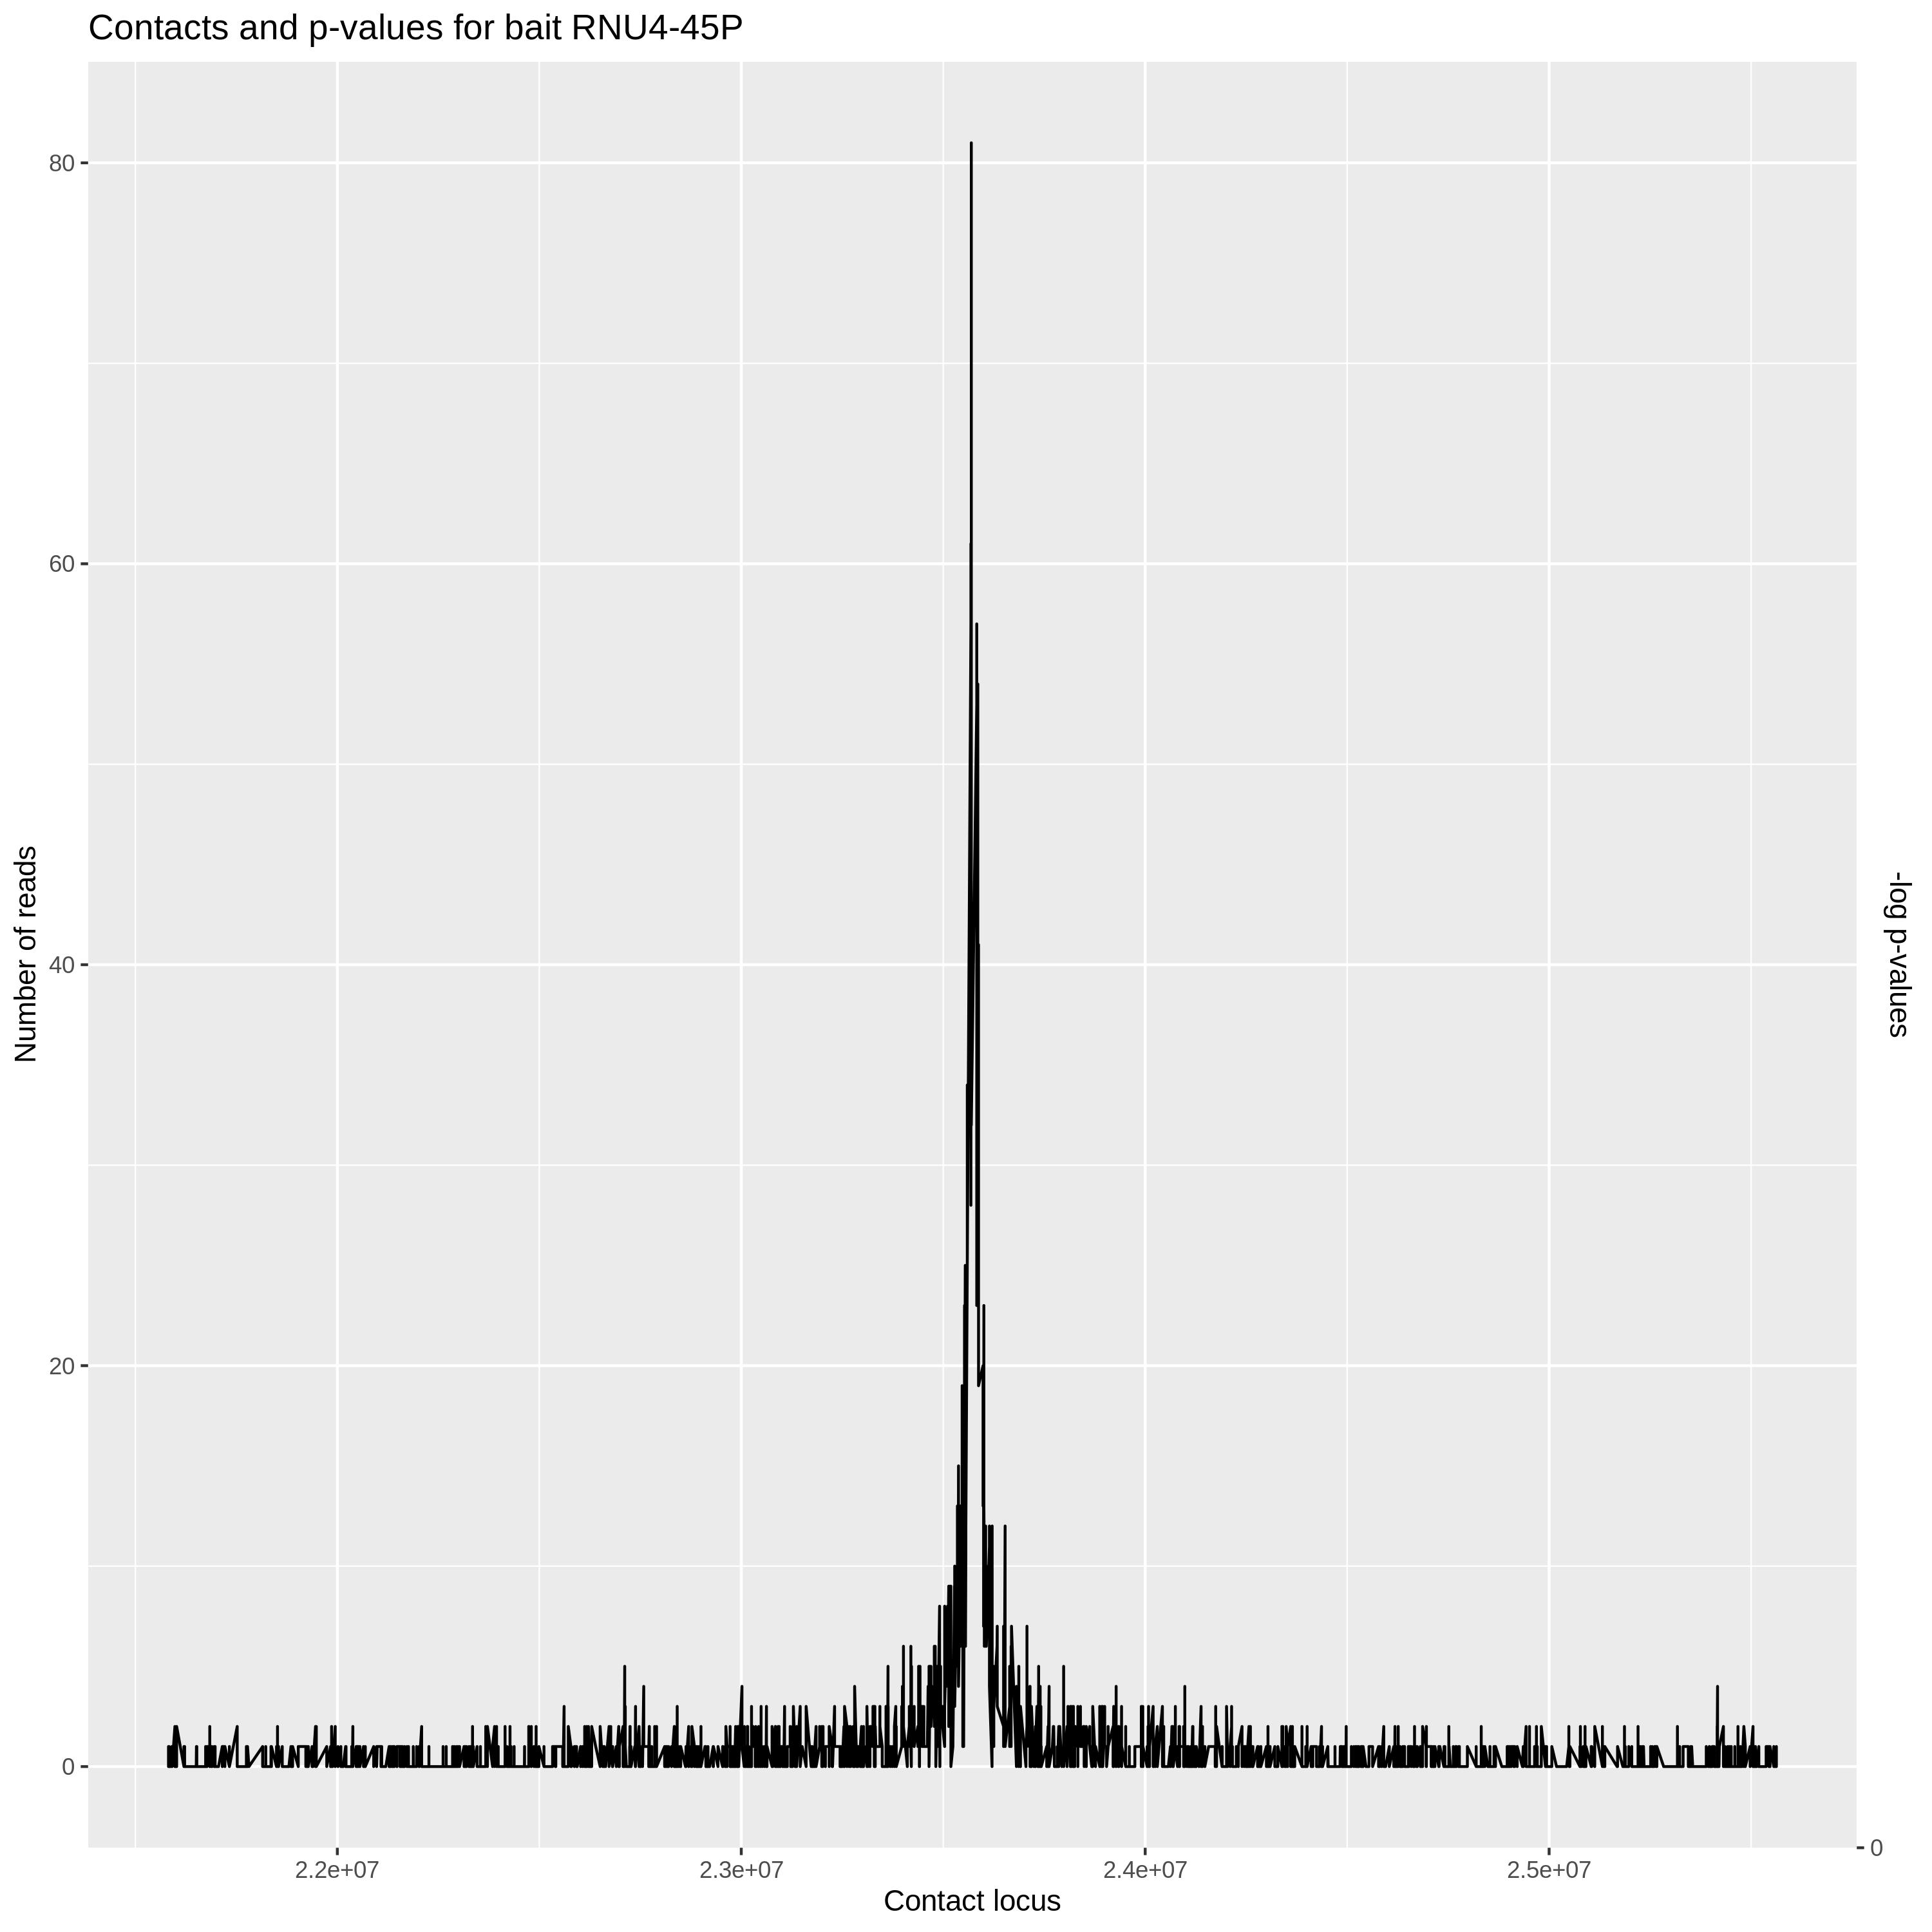 Contacts and p-values for bait RNU4-45P
80
60
40
20
0
Number of reads
-log p-values
0
2.2e+07
2.3e+07
2.4e+07
2.5e+07
Contact locus